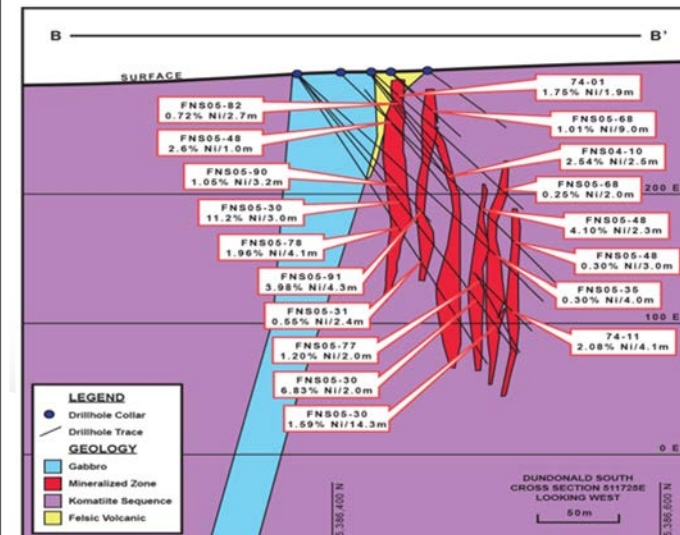 B
B'
SURFACE
FNS05-82
0.72% Ni/2.7m
FNS05-48
2.6% Ni/1.0m
FNS05-90
1.05% Ni/3.2m
FNS05-30
11.2% Ni/3.0m
FNS05-78
1.96% Ni/4.1m
FNS05-91
3.98% Ni/4.3m
FNS05-31
0.55% Ni/2.4m
FNS05-77
1.20% Ni/2.0m
FNS05-30
6.83% Ni/2.0m
FNS05-30
1.59% Ni/14.3m
74-01
1.75% Ni/1.9m
FNS05-68
1.01% Ni/9.0m
FNS04-10
2.54% Ni/2.5m
FNS05-68
0.25% Ni/2.0m
200 E
FNS05-48
4.10% Ni/2.3m
FNS05-48
0.30% Ni/3.0m
FNS05-35
0.30% Ni/4.0m
100 E
74-11
2.08% Ni/4.1m
0 E
LEGEND
Drillhole Collar
Drillhole Trace
GEOLOGY
Gabbro
Mineralized Zone
Komatiite Sequence
Felsic Volcanic
5,386,400 N
DUNDONALD SOUTH
CROSS SECTION 511725E
LOOKING WEST
50m
5,386,600 N